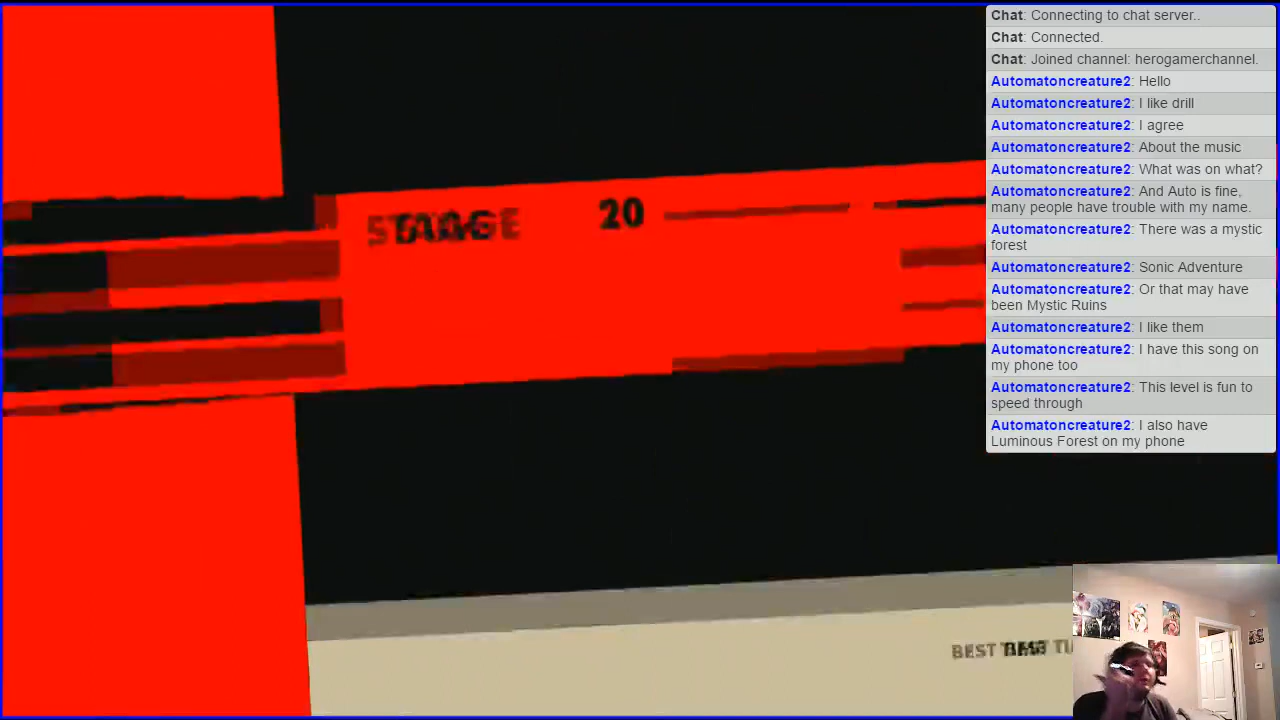 Chat: Connecting to chat server..
Chat: Connected.
Chat: Joined channel: herogamerchannel.
Automatoncreature2: Hello
Automatoncreature2: I like drill
Automatoncreature2: I agree
Automatoncreature2: About the music
Automatoncreature2: What was on what?
Automatoncreature2: And Auto is fine,
many people have trouble with my name.
Automatoncreature2: There was a mystic
forest
Automatoncreature2: Sonic Adventure
Automatoncreature2: Or that may have
been Mystic Ruins
Automatoncreature2: I like them
Automatoncreature2: I have this song on
my phone too
Automatoncreature2: This level is fun to
speed through
Automatoncreature2: I also have
Luminous Forest on my phone
20
BEST